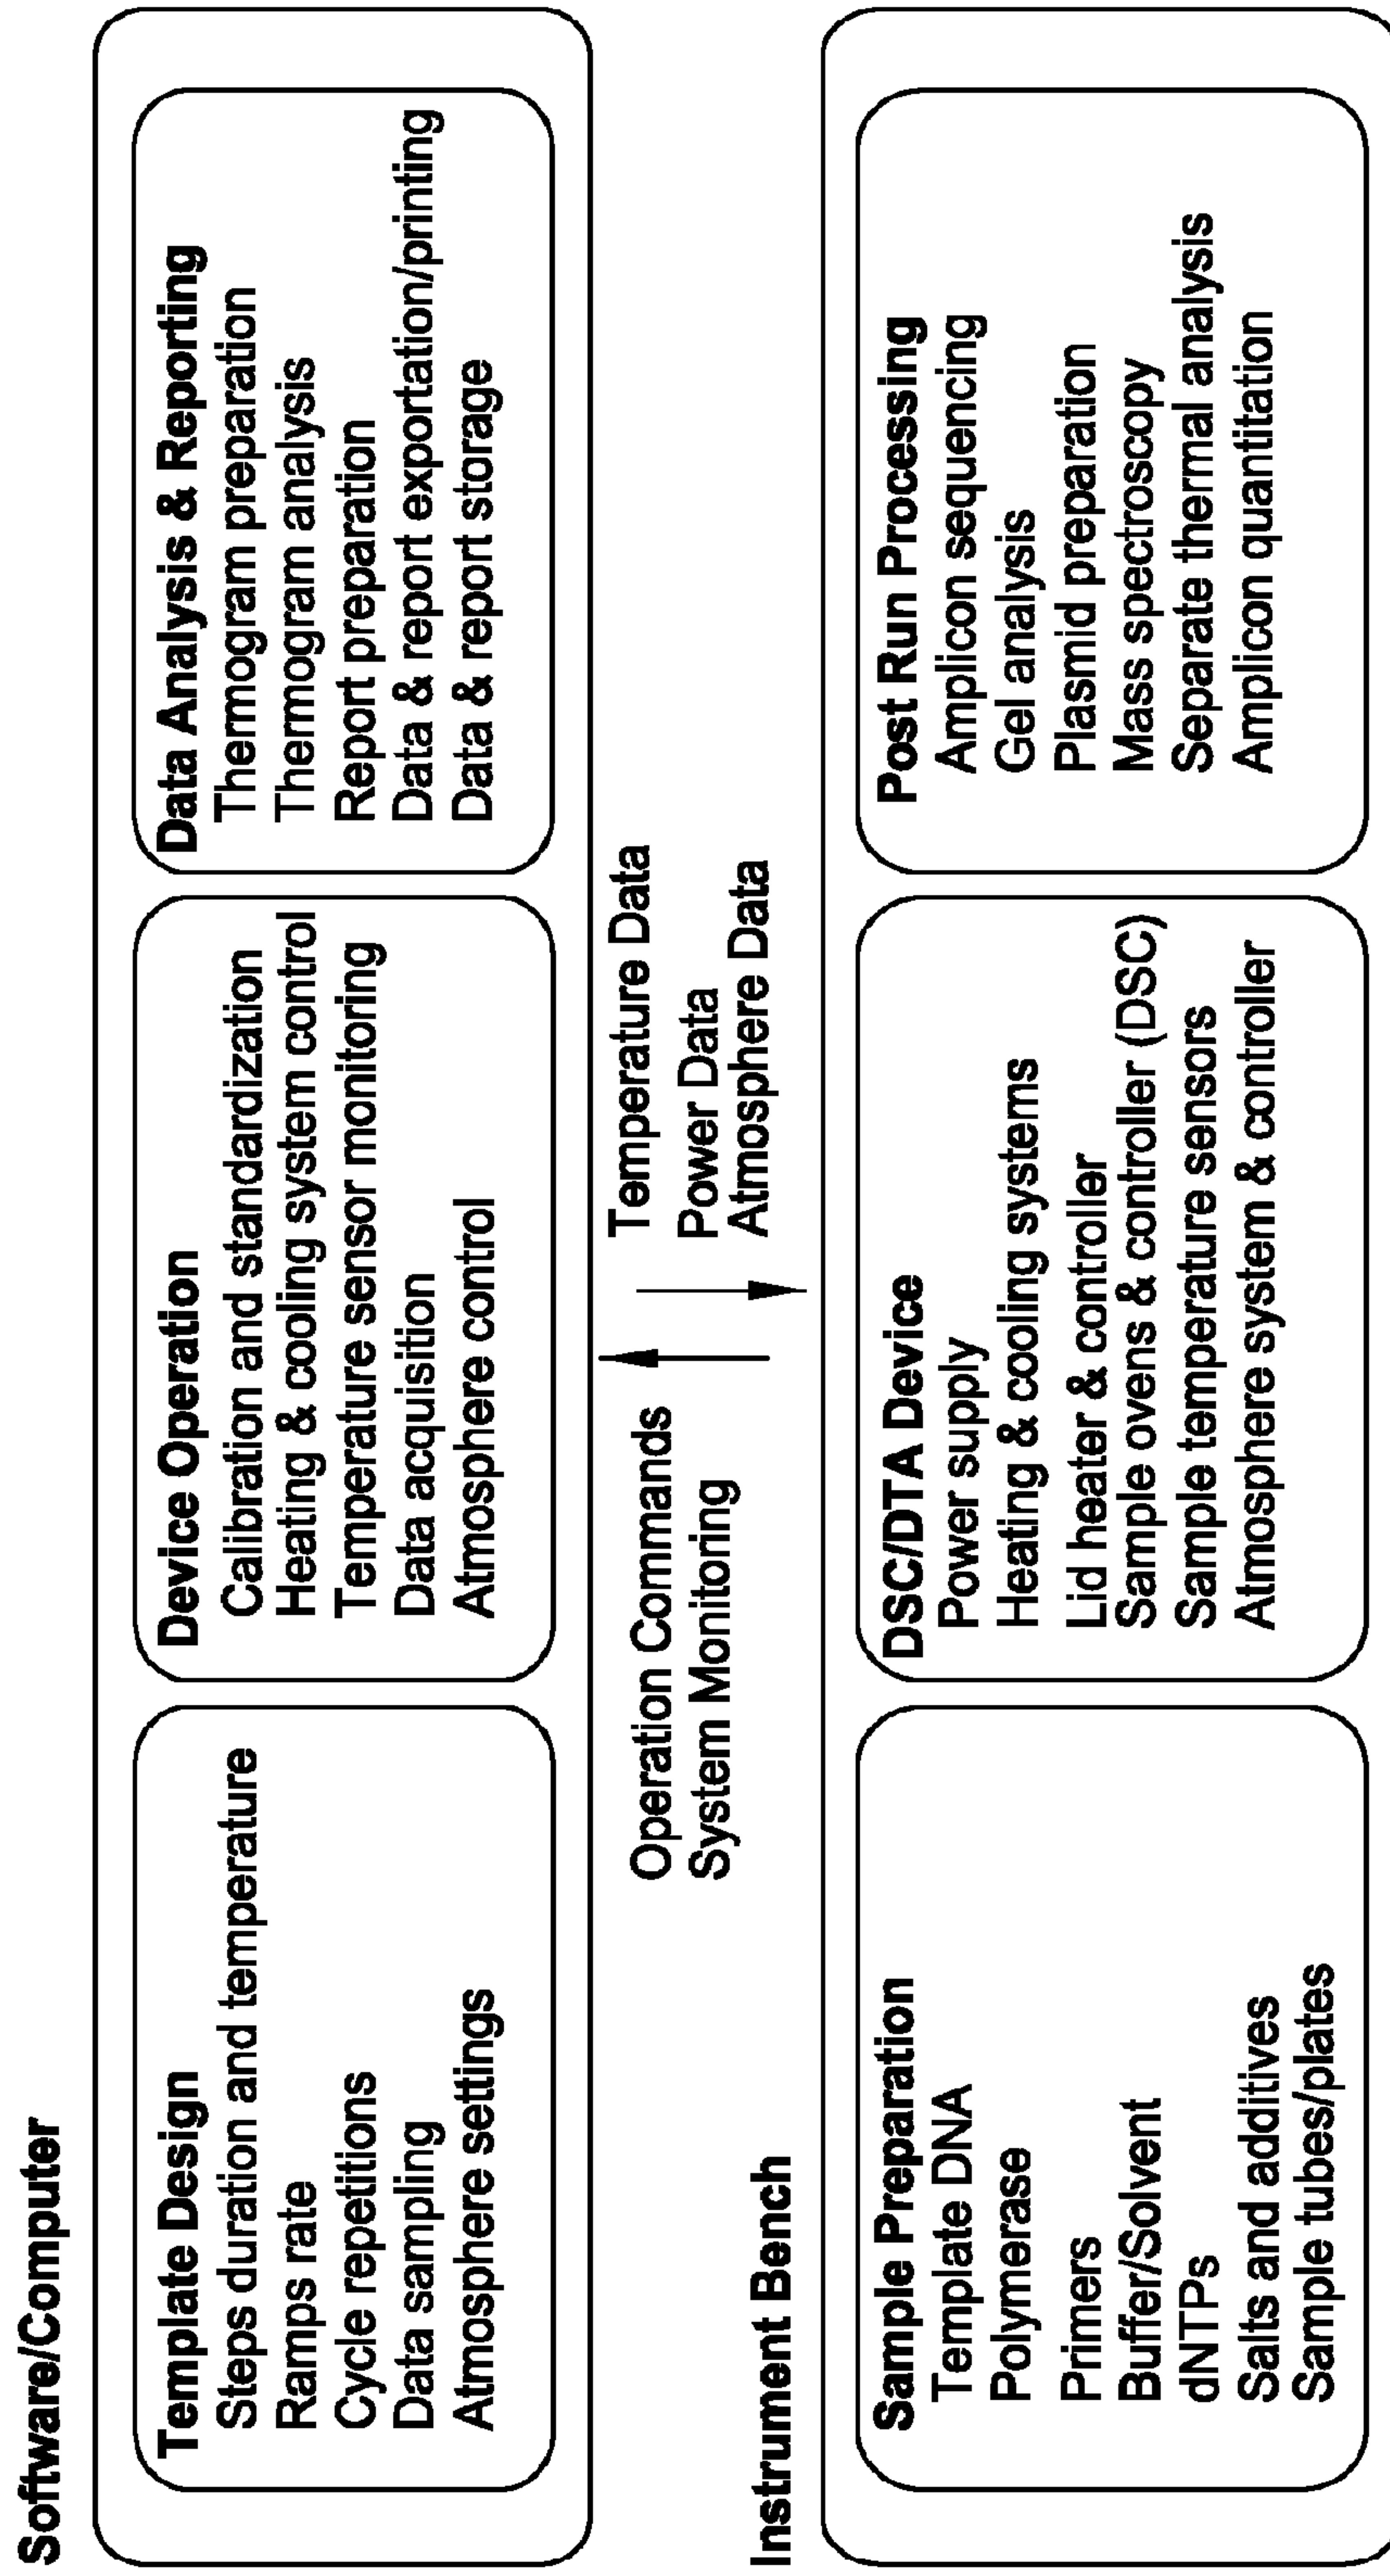 Software/Computer
Template Design
Steps duration and temperature
Ramps rate
Cycle repetitions
Data sampling
Atmosphere settings
Device Operation
Calibration and standardization
Heating & cooling system control
Temperature sensor monitoring
Data acquisition
Atmosphere control
Data Analysis & Reporting
Thermogram preparation
Thermogram analysis
Report preparation
Data & report exportation/printing
Data & report storage
Operation Commands
System Monitoring
Temperature Data
Power Data
Atmosphere Data
Instrument Bench
Sample Preparation
Template DNA
Polymerase
Primers
Buffer/Solvent
dNTPs
Salts and additives
Sample tubes/plates
DSC/DTA Device
Power supply
Heating & cooling systems
Lid heater & controller
Sample ovens & controller (DSC)
Sample temperature sensors
Atmosphere system & controller
Post Run Processing
Amplicon sequencing
Gel analysis
Plasmid preparation
Mass spectroscopy
Separate thermal analysis
Amplicon quantitation